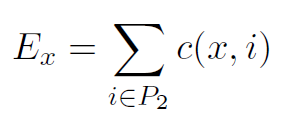 E_x = \sum_{i \in P_2} c(x, i)